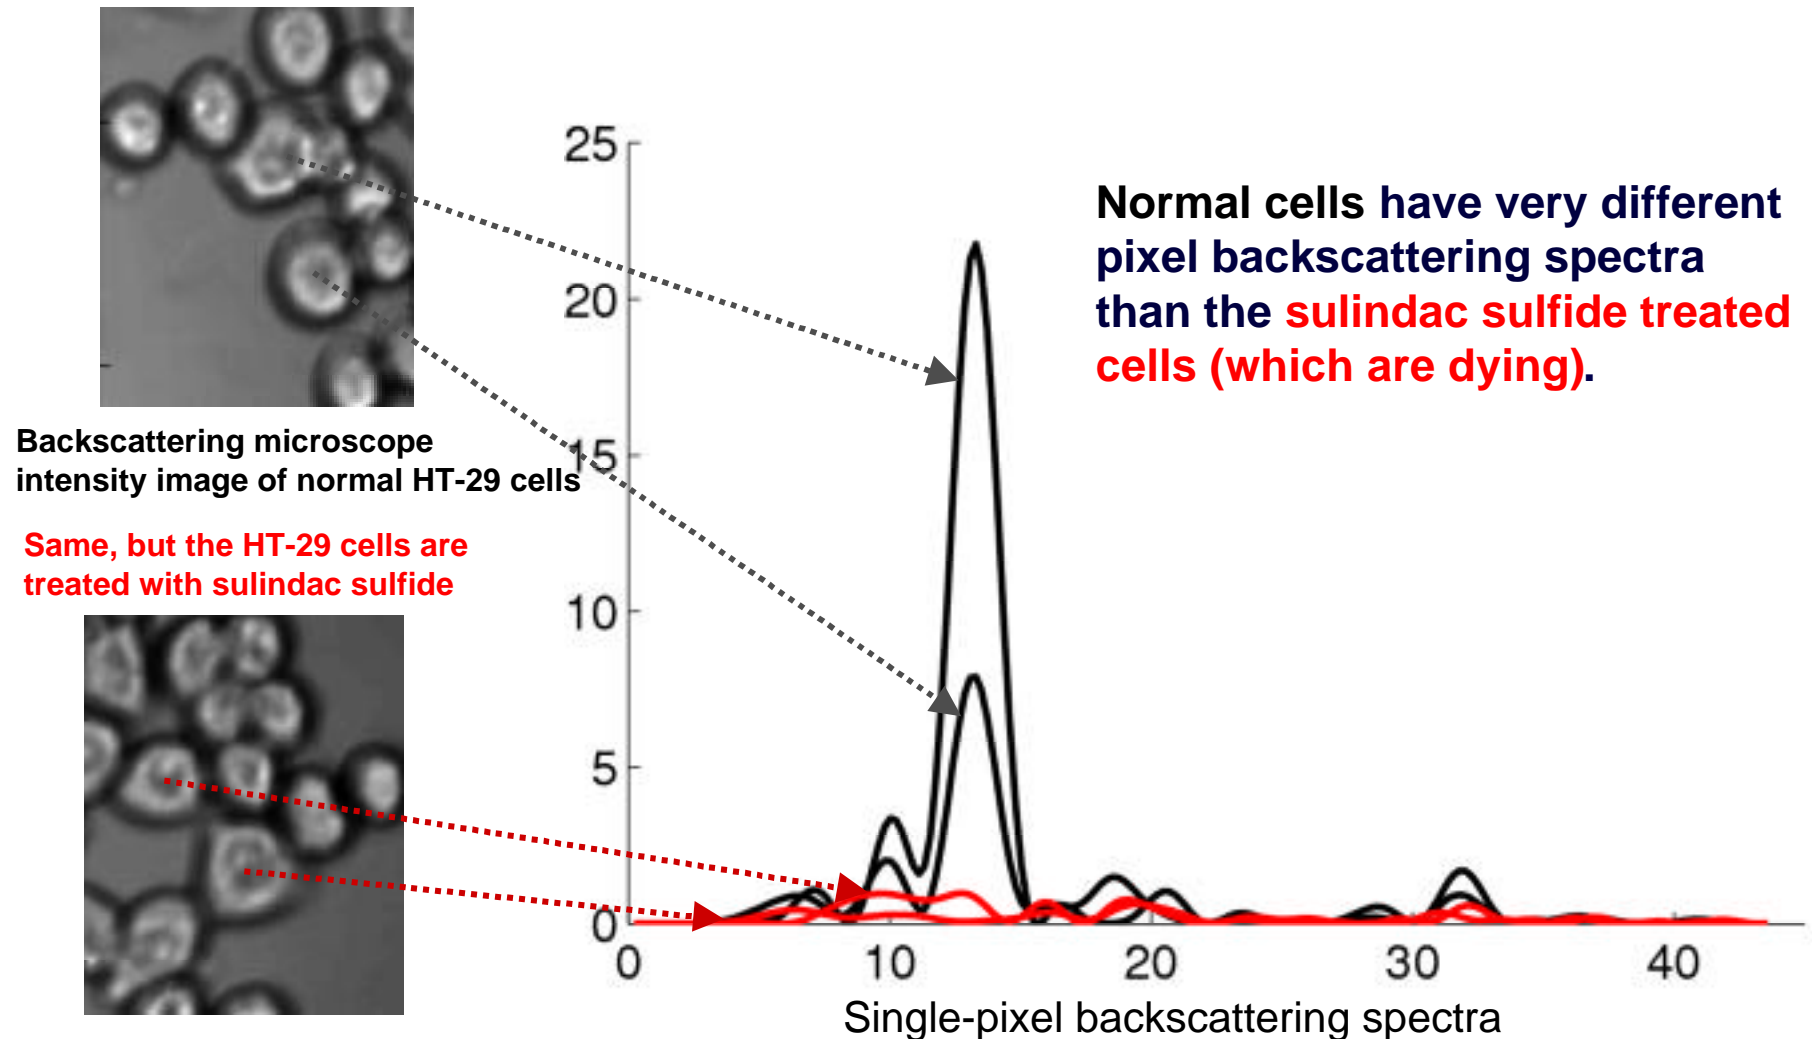 Normal cells have very different
pixel backscattering spectra
than the sulindac sulfide treated
cells (which are dying).
Backscattering microscope
intensity image of normal HT-29 cells
Same, but the HT-29 cells are
treated with sulindac sulfide
25
20
15
10
5
0
0 10 20 30 40
Single-pixel backscattering spectra